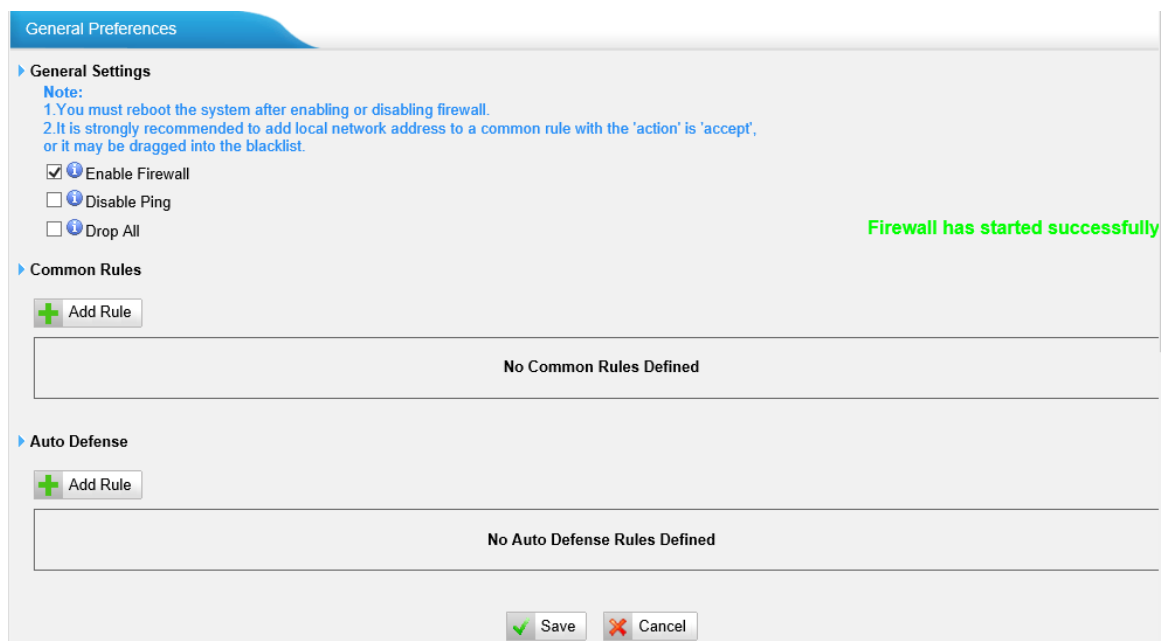 General Preferences
General Settings
Note:
1.You must reboot the system after enabling or disabling firewall.
2.It is strongly recommended to add local network address to a common rule with the 'action' is 'accept',
or it may be dragged into the blacklist.
Enable Firewall
Disable Ping
Drop All
Firewall has started successfully
Common Rules
Add Rule
No Common Rules Defined
Auto Defense
Add Rule
No Auto Defense Rules Defined
Save
Cancel